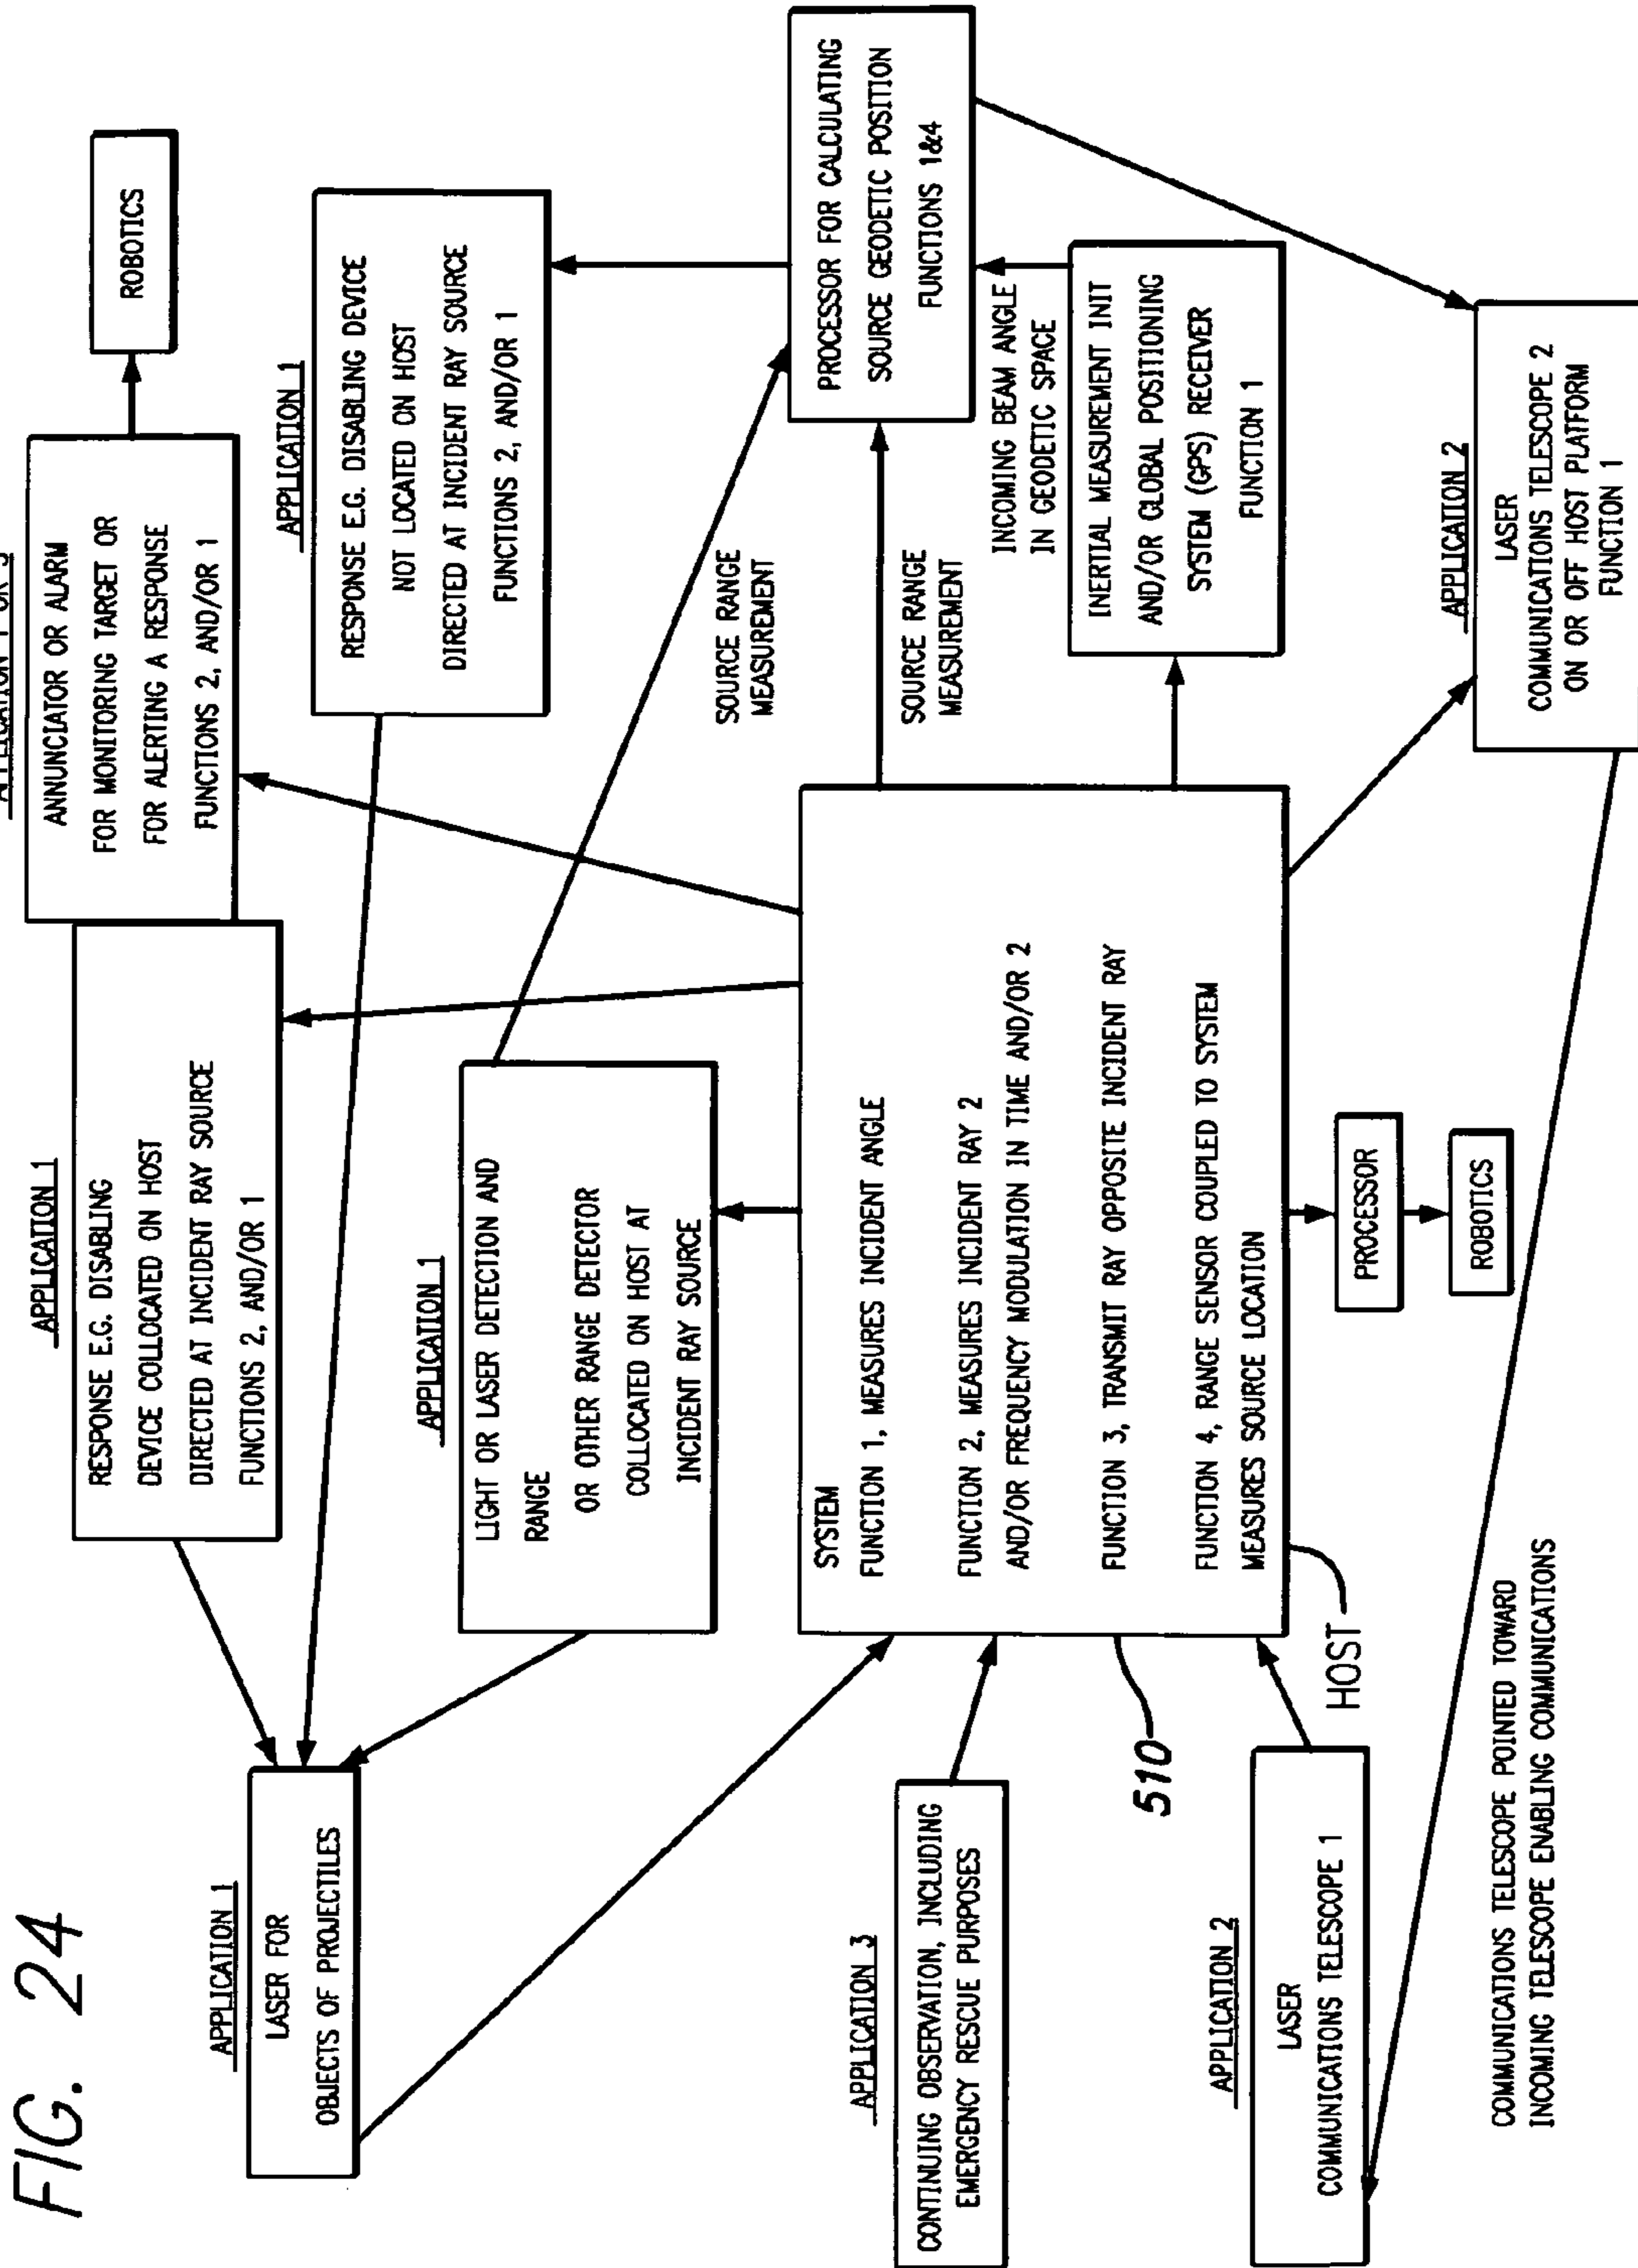 FIG. 24
APPLICATION 1
LASER FOR
OBJECTS OF PROJECTILES
APPLICATION 3
CONTINUING OBSERVATION, INCLUDING
EMERGENCY RESCUE PURPOSES
APPLICATION 2
LASER
COMMUNICATIONS TELESCOPE 1
COMMUNICATIONS TELESCOPE POINTED TOWARD
INCOMING TELESCOPE ENABLING COMMUNICATIONS
APPLICATION 1
RESPONSE E.G. DISABLING
DEVICE COLLOCATED ON HOST
DIRECTED AT INCIDENT RAY SOURCE
FUNCTIONS 2, AND/OR 1
APPLICATION 1
LIGHT OR LASER DETECTION AND
RANGE
OR OTHER RANGE DETECTOR
COLLOCATED ON HOST AT
INCIDENT RAY SOURCE
SYSTEM
FUNCTION 1, MEASURES INCIDENT ANGLE
FUNCTION 2, MEASURES INCIDENT RAY 2
AND/OR FREQUENCY MODULATION IN TIME AND/OR 2
FUNCTION 3, TRANSMIT RAY OPPOSITE INCIDENT RAY
FUNCTION 4, RANGE SENSOR COUPLED TO SYSTEM
MEASURES SOURCE LOCATION
510
HOST
PROCESSOR
ROBOTICS
ANNUNCIATOR OR ALARM
FOR MONITORING TARGET OR
FOR ALERTING A RESPONSE
FUNCTIONS 2, AND/OR 1
ROBOTICS
APPLICATION 1
RESPONSE E.G. DISABLING DEVICE
NOT LOCATED ON HOST
DIRECTED AT INCIDENT RAY SOURCE
FUNCTIONS 2, AND/OR 1
SOURCE RANGE
MEASUREMENT
SOURCE RANGE
MEASUREMENT
PROCESSOR FOR CALCULATING
SOURCE GEODETIC POSITION
FUNCTIONS 1&4
INCOMING BEAM ANGLE
IN GEODETIC SPACE
INERTIAL MEASUREMENT INIT
AND/OR GLOBAL POSITIONING
SYSTEM (GPS) RECEIVER
FUNCTION 1
APPLICATION 2
LASER
COMMUNICATIONS TELESCOPE 2
ON OR OFF HOST PLATFORM
FUNCTION 1